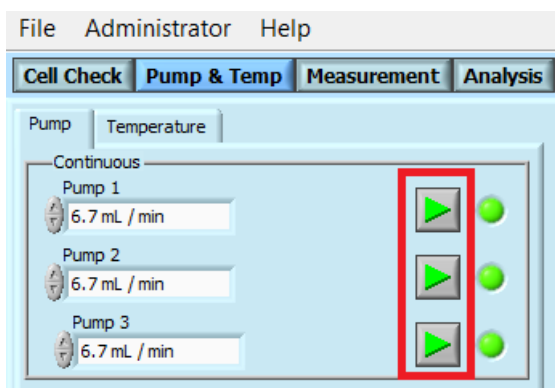 File Administrator Help
Cell Check Pump & Temp Measurement Analysis
Pump Temperature
Continuous
Pump 1
6.7 mL / min
Pump 2
6.7 mL / min
Pump 3
6.7 mL / min